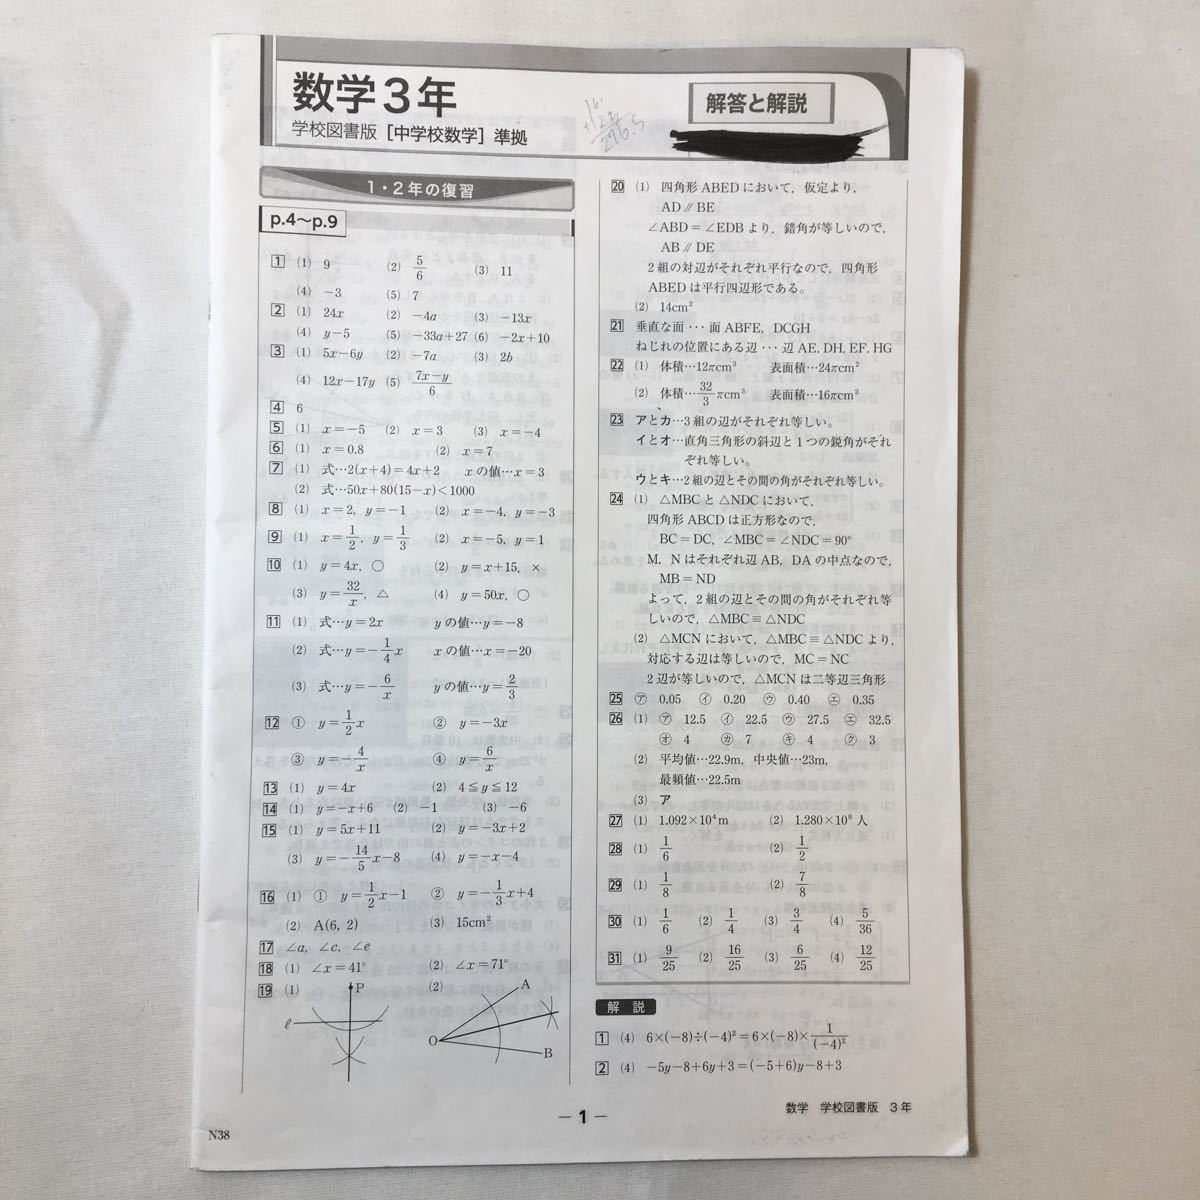 数学3年
学校図書版［中学校数学］準拠
解答と解説
1・2年の復習
p.4〜p.9
1 (1) 9 (2) 5/6 (3) 11
(4) −3 (5) 7
2 (1) 24x (2) −4a (3) −13x
(4) y−5 (5) −33a+27 (6) −2x+10
3 (1) 5x−6y (2) −7a (3) 2b
(4) 12x−17y (5) (7x−y)/6
4 6
5 (1) x=−5 (2) x=3 (3) x=−4
6 (1) x=0.8 (2) x=7
7 (1) 式…2(x+4)=4x+2 xの値…x=3
(2) 式…50x+80(15−x)<1000
8 (1) x=2, y=−1 (2) x=−4, y=−3
9 (1) x=1/2, y=1/3 (2) x=−5, y=1
10 (1) y=4x, ○ (2) y=x+15, ×
(3) y=32/x, △ (4) y=50x, ○
11 (1) 式…y=2x yの値…y=−8
(2) 式…y=−1/4x xの値…x=−20
(3) 式…y=−6/x yの値…y=2/3
12 ① y=1/2x ② y=−3x
③ y=−4/x ④ y=6/x
13 (1) y=4x (2) 4≦y≦12
14 (1) y=−x+6 (2) −1 (3) −6
15 (1) y=5x+11 (2) y=−3x+2
(3) y=−14/5x−8 (4) y=−x−4
16 (1) ① y=1/2x−1 ② y=−1/3x+4
(2) A(6, 2) (3) 15cm²
17 ∠a, ∠c, ∠e
18 (1) ∠x=41° (2) ∠x=71°
19 (1) P (2) A
ℓ
O
B
20 (1) 四角形ABEDにおいて，仮定より，
AD∥BE
∠ABD=∠EDBより，錯角が等しいので，
AB∥DE
2組の対辺がそれぞれ平行なので，四角形
ABEDは平行四辺形である。
(2) 14cm²
21 垂直な面…面ABFE，DCGH
ねじれの位置にある辺…辺AE, DH, EF, HG
22 (1) 体積…12πcm³ 表面積…24πcm²
(2) 体積…32/3πcm³ 表面積…16πcm²
23 アとカ…3組の辺がそれぞれ等しい。
イとオ…直角三角形の斜辺と1つの鋭角がそれ
ぞれ等しい。
ウとキ…2組の辺とその間の角がそれぞれ等しい。
24 (1) △MBCと△NDCにおいて，
四角形ABCDは正方形なので，
BC=DC, ∠MBC=∠NDC=90°
M，Nはそれぞれ辺AB，DAの中点なので，
MB=ND
よって，2組の辺とその間の角がそれぞれ等
しいので，△MBC≡△NDC
(2) △MCNにおいて，△MBC≡△NDCより，
対応する辺は等しいので，MC=NC
2辺が等しいので，△MCNは二等辺三角形
25 ㋐ 0.05 ㋑ 0.20 ㋒ 0.40 ㋓ 0.35
26 (1) ㋐ 12.5 ㋑ 22.5 ㋒ 27.5 ㋓ 32.5
㋔ 4 ㋕ 7 ㋖ 4 ㋗ 3
(2) 平均値…22.9m，中央値…23m，
最頻値…22.5m
(3) ア
27 (1) 1.092×10⁴m (2) 1.280×10⁸人
28 (1) 1/6 (2) 1/2
29 (1) 1/8 (2) 7/8
30 (1) 1/6 (2) 1/4 (3) 3/4 (4) 5/36
31 (1) 9/25 (2) 16/25 (3) 6/25 (4) 12/25
解説
1 (4) 6×(−8)÷(−4)²=6×(−8)×1/(−4)²
2 (4) −5y−8+6y+3=(−5+6)y−8+3
−1−
数学 学校図書版 3年
N38